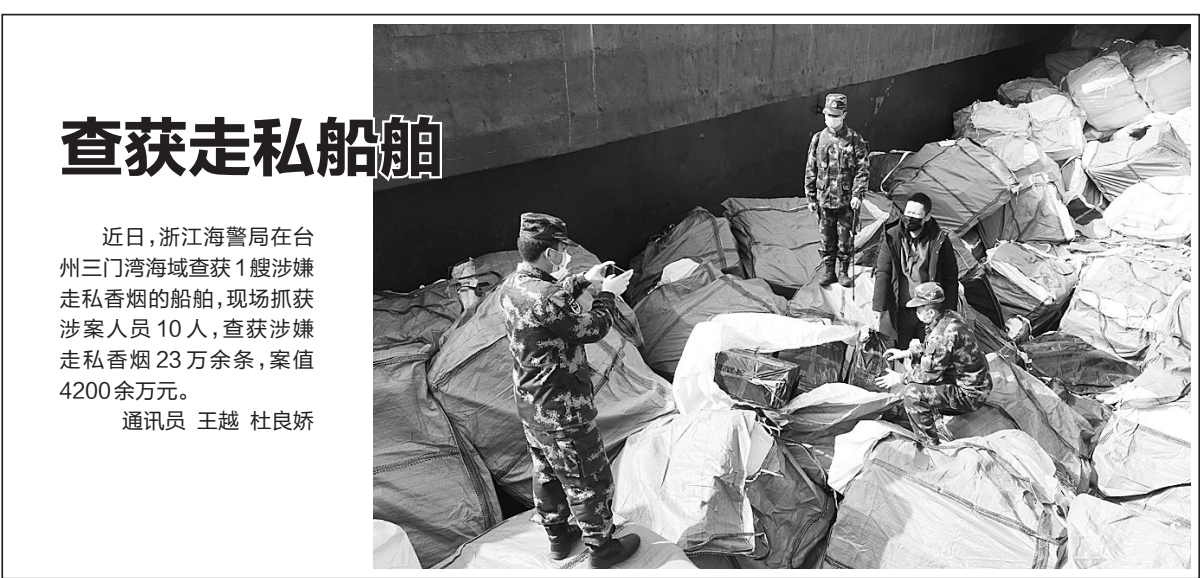 查获走私船舶
近日，浙江海警局在台
州三门湾海域查获1艘涉嫌
走私香烟的船舶，现场抓获
涉案人员10人，查获涉嫌
走私香烟23万余条，案值
4200余万元。
通讯员 王越 杜良娇